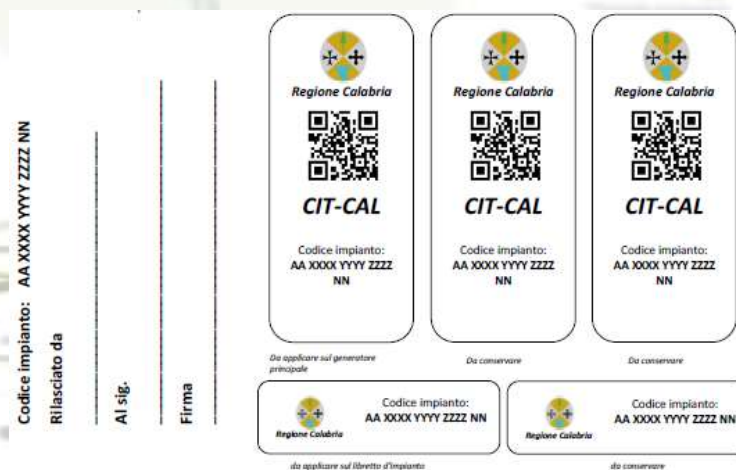 Codice impianto: AA XXXX YYYY ZZZZ NN
Rilasciato da
Al sig.
Firma
Regione Calabria
CIT-CAL
Codice impianto:
AA XXXX YYYY ZZZZ
NN
Da applicare sul generatore
principale
Regione Calabria
CIT-CAL
Codice impianto:
AA XXXX YYYY ZZZZ
NN
Da conservare
Regione Calabria
CIT-CAL
Codice impianto:
AA XXXX YYYY ZZZZ
NN
Da conservare
Regione Calabria
Codice impianto:
AA XXXX YYYY ZZZZ NN
da applicare sul libretto d'impianto
Regione Calabria
Codice impianto:
AA XXXX YYYY ZZZZ NN
da conservare